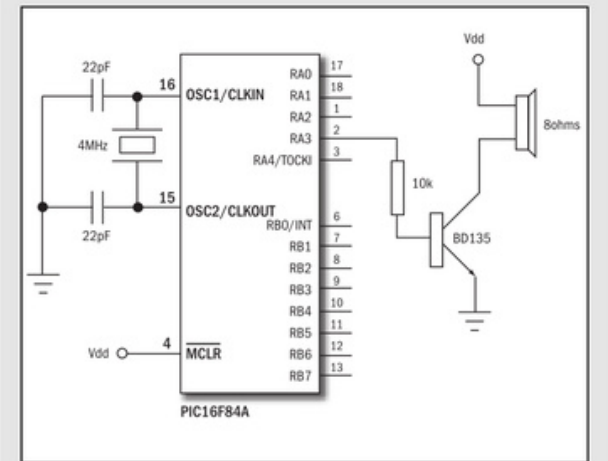 22pF
16
OSC1/CLKIN
4MHz
15
OSC2/CLKOUT
22pF
Vdd
4
MCLR
PIC16F84A
RA0
17
RA1
18
RA2
1
RA3
2
RA4/TOCKI
3
RB0/INT
6
RB1
7
RB2
8
RB3
9
RB4
10
RB5
11
RB6
12
RB7
13
10k
BD135
Vdd
8ohms